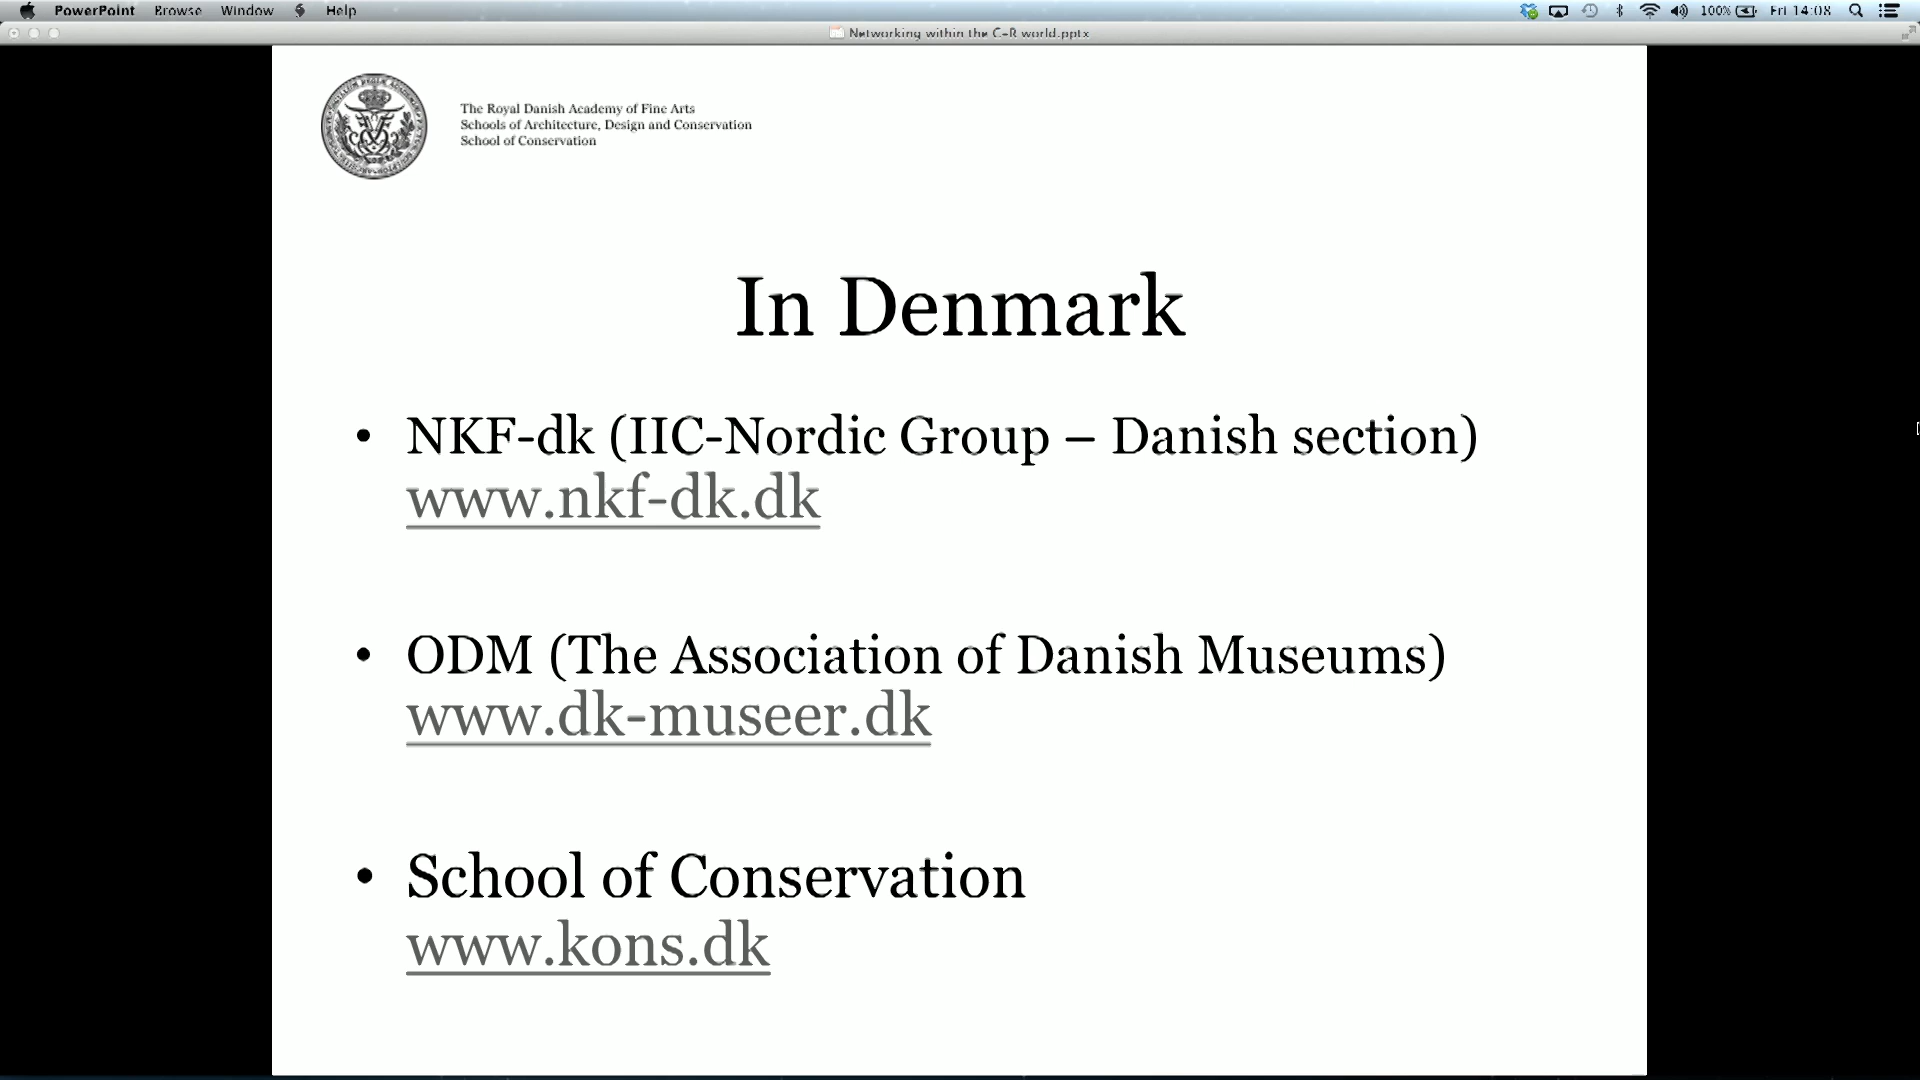 PowerPoint Browse Window Help 100% Fri 14:08
Networking within the C-R world.pptx
The Royal Danish Academy of Fine Arts
Schools of Architecture, Design and Conservation
School of Conservation
In Denmark
• NKF-dk (IIC-Nordic Group – Danish section)
www.nkf-dk.dk
• ODM (The Association of Danish Museums)
www.dk-museer.dk
• School of Conservation
www.kons.dk